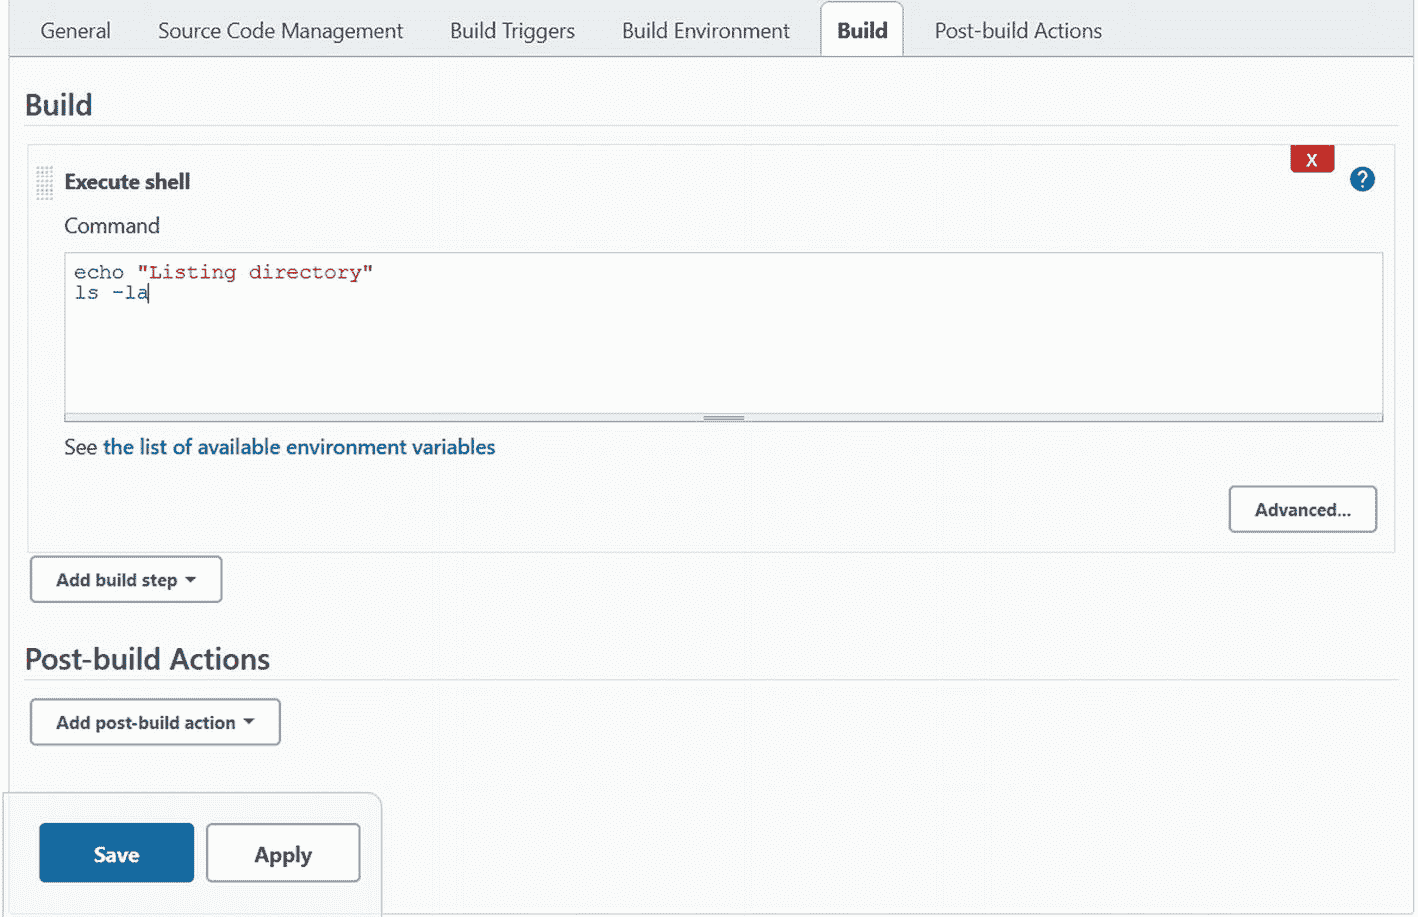 General Source Code Management Build Triggers Build Environment Build Post-build Actions
Build
X
Execute shell
?
Command
echo "Listing directory"
ls -la
See the list of available environment variables
Advanced...
Add build step
Post-build Actions
Add post-build action
Save Apply